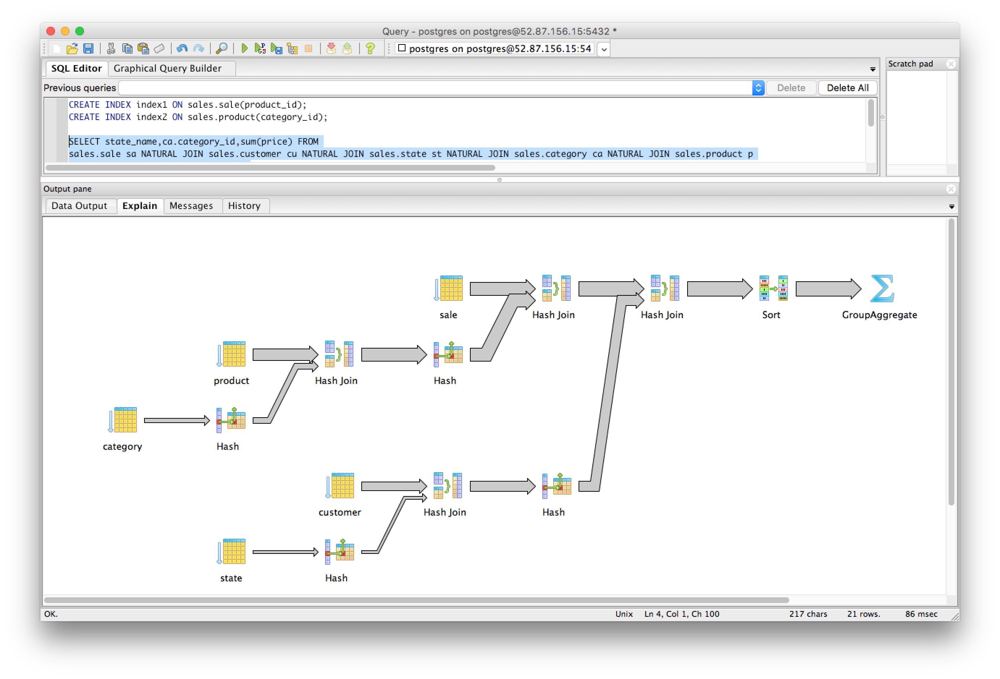 Query - postgres on postgres@52.87.156.15:5432 *
postgres on postgres@52.87.156.15:54
SQL Editor Graphical Query Builder
Scratch pad
Previous queries Delete Delete All
CREATE INDEX index1 ON sales.sale(product_id);
CREATE INDEX index2 ON sales.product(category_id);
SELECT state_name,ca.category_id,sum(price) FROM
sales.sale sa NATURAL JOIN sales.customer cu NATURAL JOIN sales.state st NATURAL JOIN sales.category ca NATURAL JOIN sales.product p
Output pane
Data Output Explain Messages History
sale Hash Join Hash Join Sort GroupAggregate
product Hash Join Hash
category Hash
customer Hash Join Hash
state Hash
OK. Unix Ln 4, Col 1, Ch 100 217 chars 21 rows. 86 msec